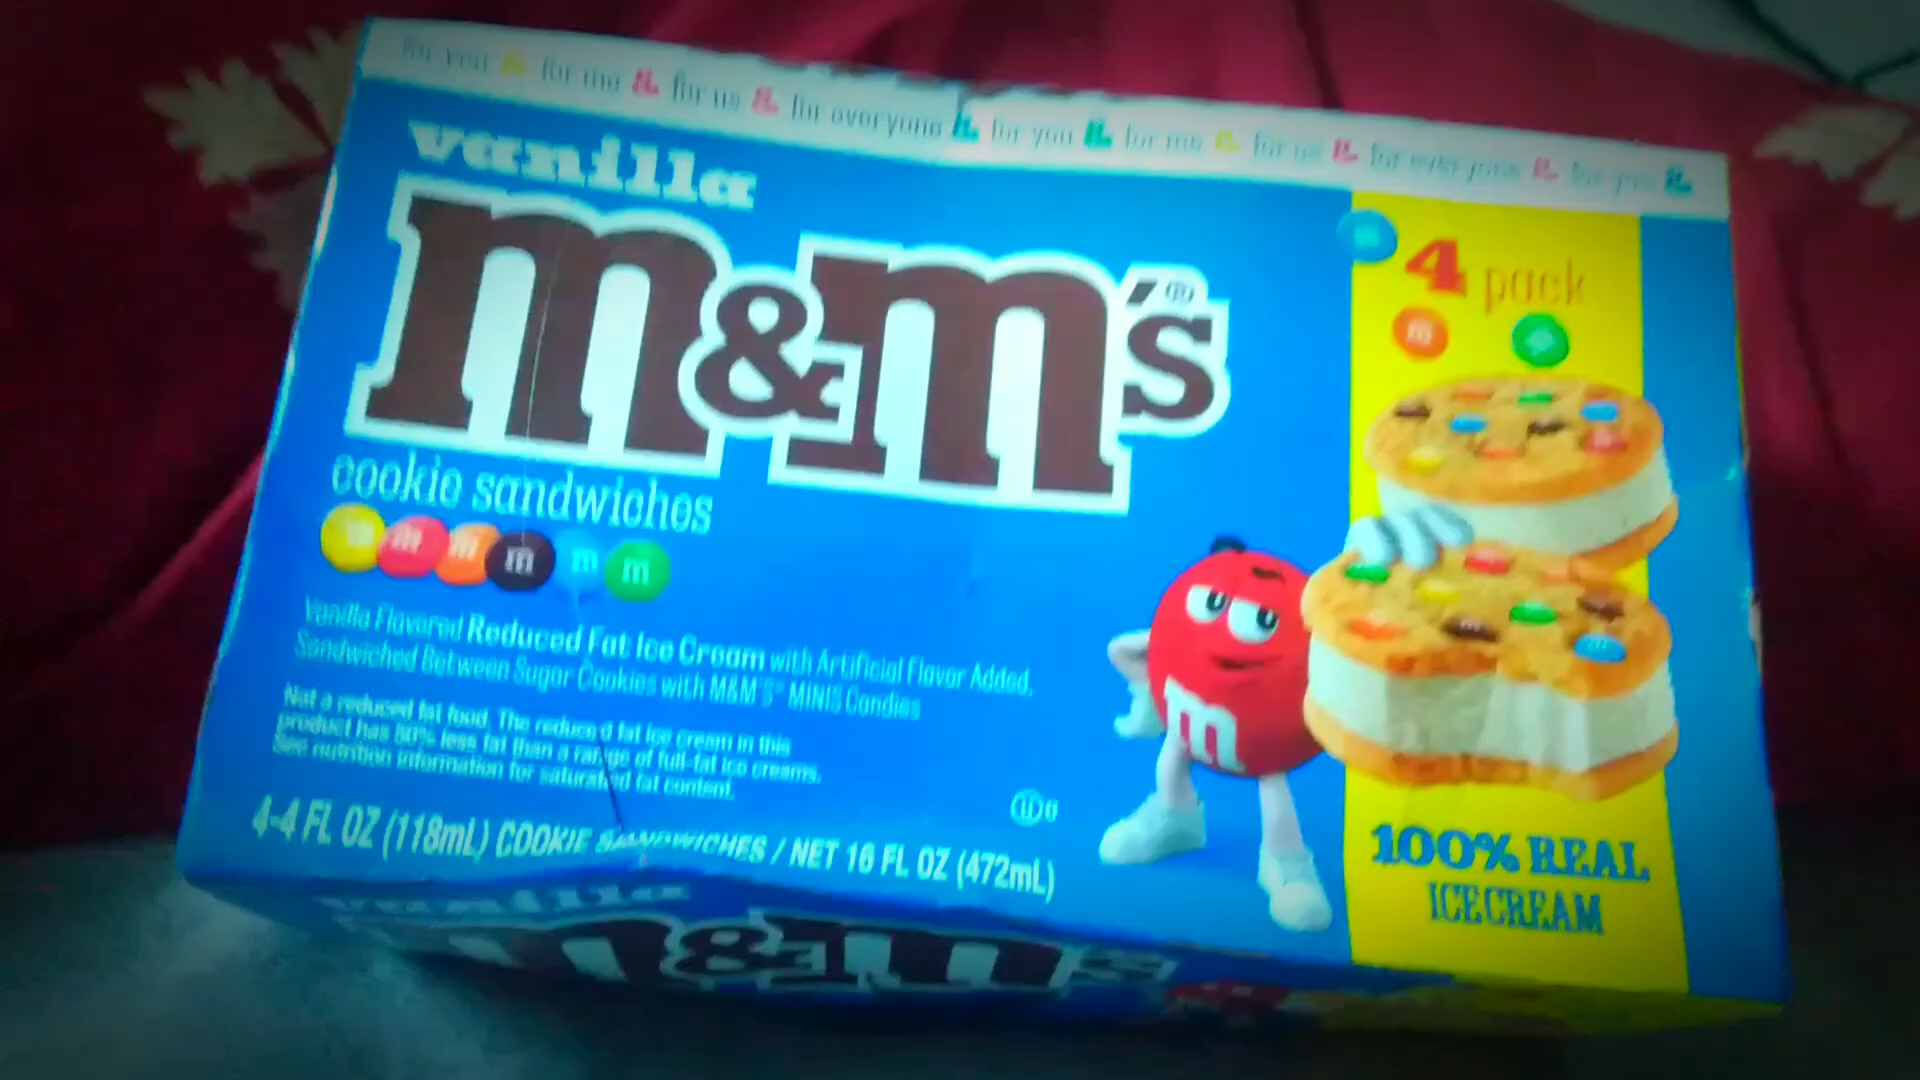 for you & for me & for us & for everyone & for you & for me & for us & for everyone & for you &
vanilla
m&m's®
cookie sandwiches
m m m m m m
Vanilla Flavored Reduced Fat Ice Cream with Artificial Flavor Added,
Sandwiched Between Sugar Cookies with M&M'S® MINIS Candies
Not a reduced fat food. The reduced fat ice cream in this
product has 50% less fat than a range of full-fat ice creams.
See nutrition information for saturated fat content.
4-4 FL OZ (118mL) COOKIE SANDWICHES / NET 16 FL OZ (472mL)
4 pack
m
m
100% REAL
ICE CREAM
vanilla
m&m's